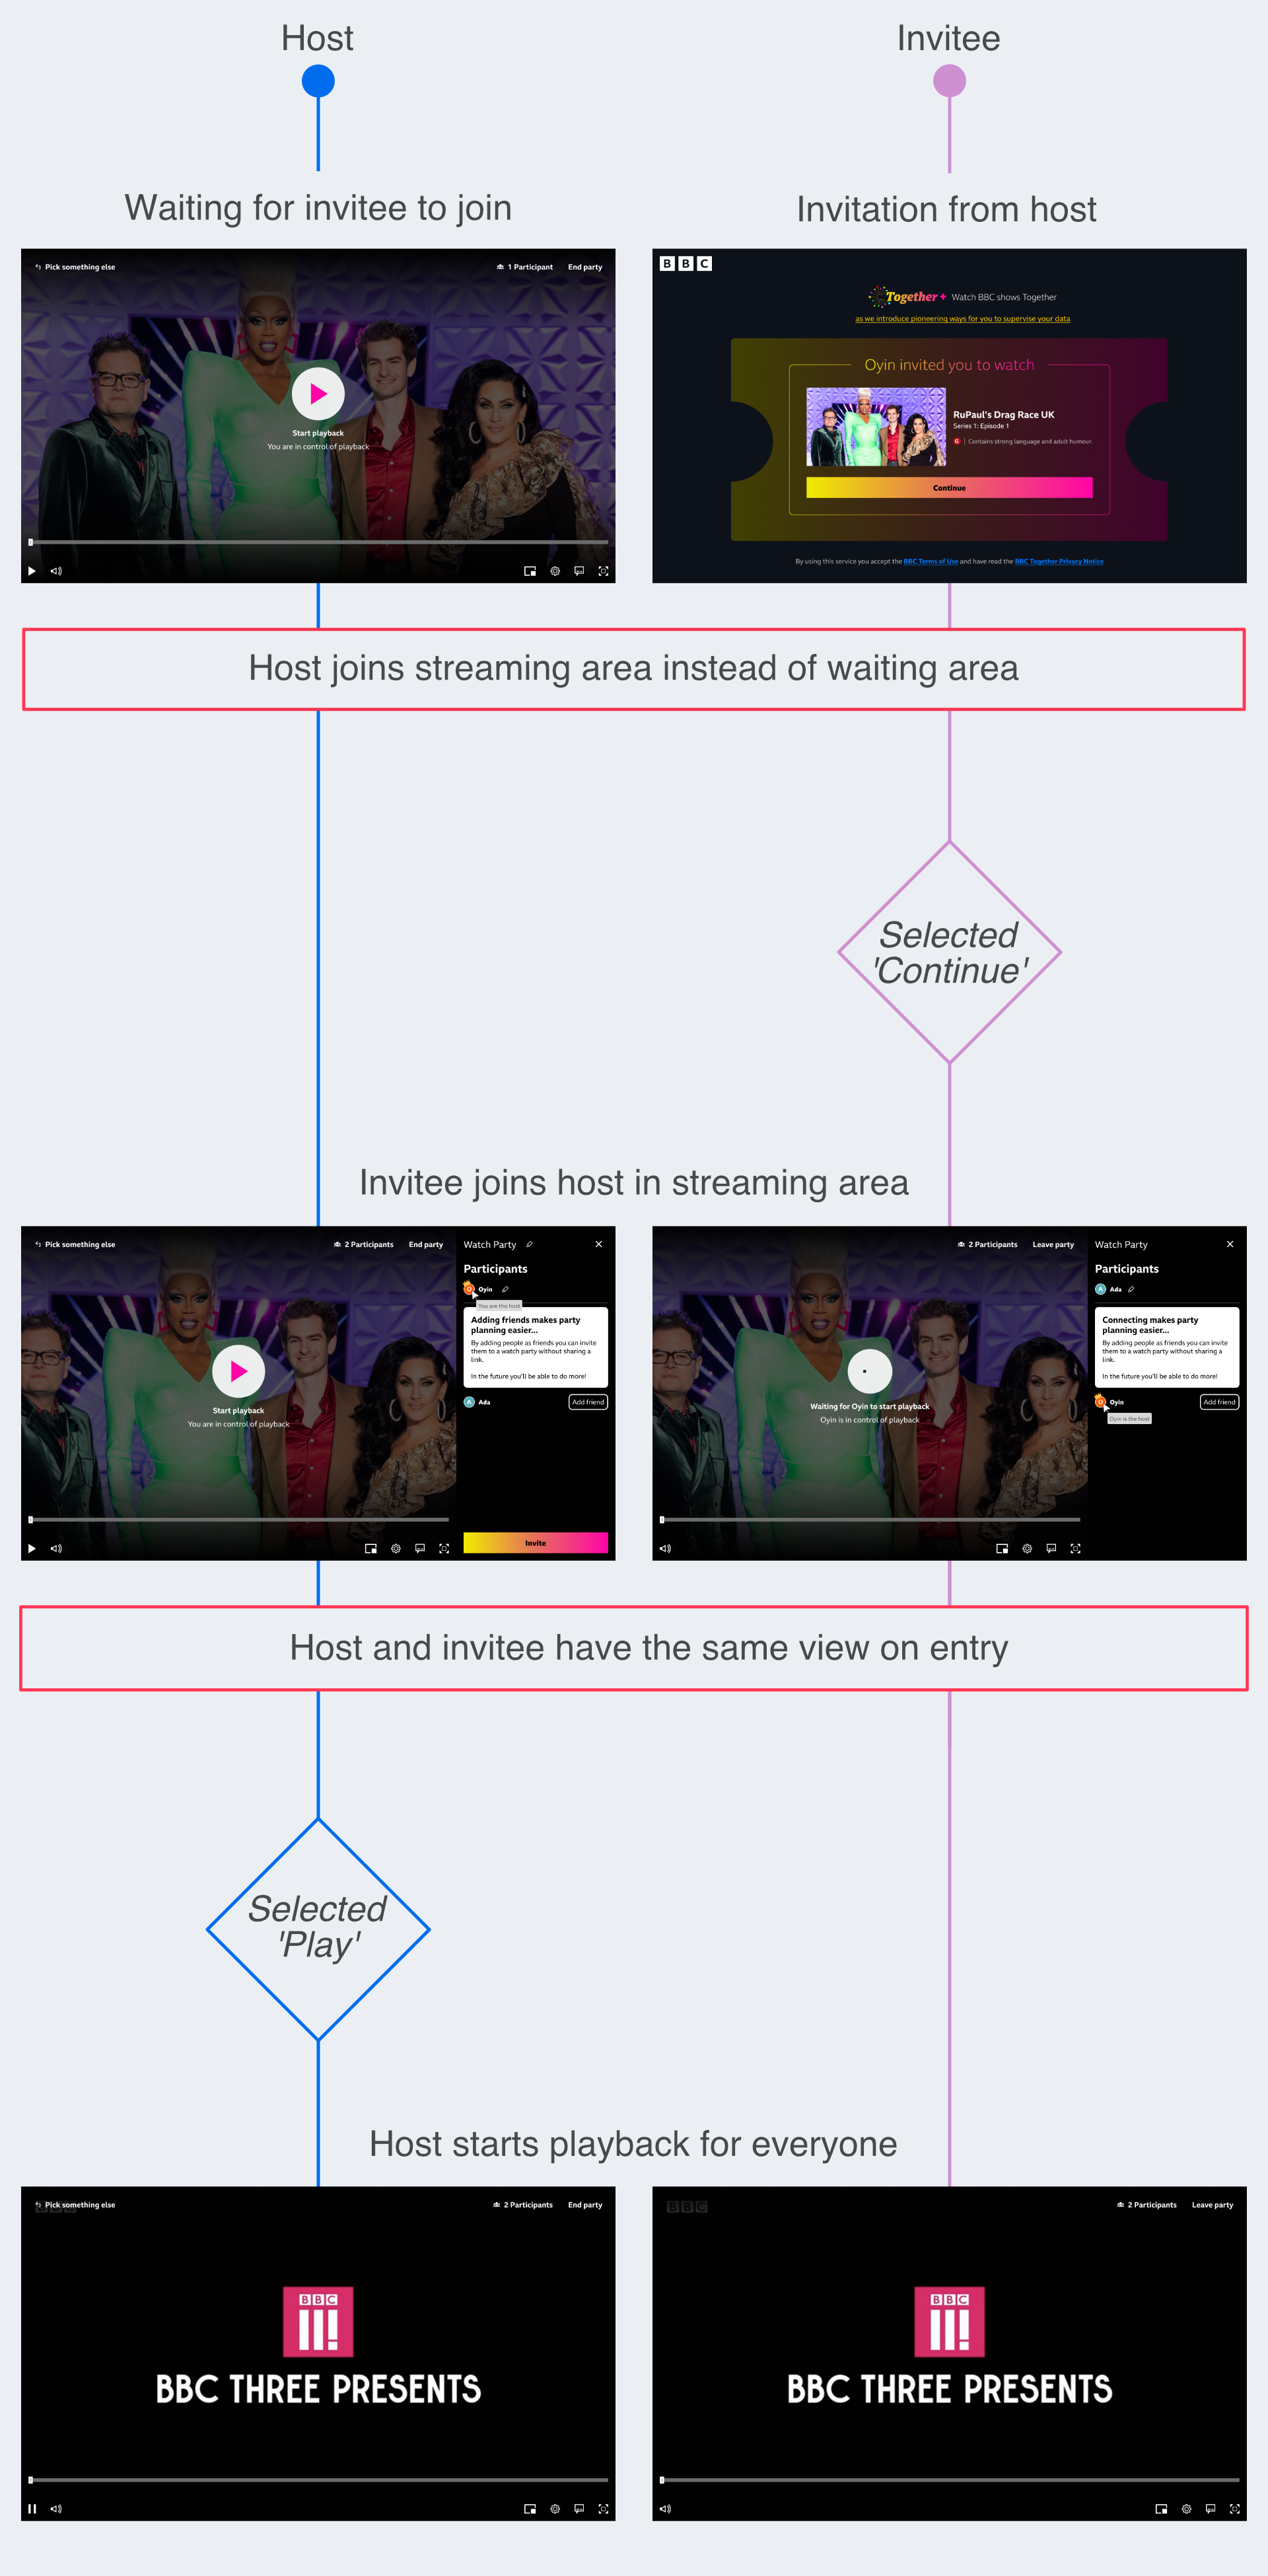 Host
Invitee
Waiting for invitee to join
Invitation from host
Pick something else
1 Participant
End party
Start playback
You are in control of playback
BBC
Together+ Watch BBC shows Together
as we introduce pioneering ways for you to supervise your data
Oyin invited you to watch
RuPaul's Drag Race UK
Series 1: Episode 1
G | Contains strong language and adult humour.
Continue
By using this service you accept the BBC Terms of Use and have read the BBC Together Privacy Notice
Host joins streaming area instead of waiting area
Selected
'Continue'
Invitee joins host in streaming area
Pick something else
2 Participants
End party
Start playback
You are in control of playback
Watch Party
Participants
O Oyin
You are the host
Adding friends makes party
planning easier...
By adding people as friends you can invite
them to a watch party without sharing a
link.
In the future you'll be able to do more!
A Ada
Add friend
Invite
2 Participants
Leave party
Waiting for Oyin to start playback
Oyin is in control of playback
Watch Party
Participants
A Ada
Connecting makes party
planning easier...
By adding people as friends you can invite
them to a watch party without sharing a
link.
In the future you'll be able to do more!
O Oyin
Add friend
Oyin is the host
Host and invitee have the same view on entry
Selected
'Play'
Host starts playback for everyone
Pick something else
BBC
2 Participants
End party
BBC
BBC THREE PRESENTS
BBC
2 Participants
Leave party
BBC
BBC THREE PRESENTS